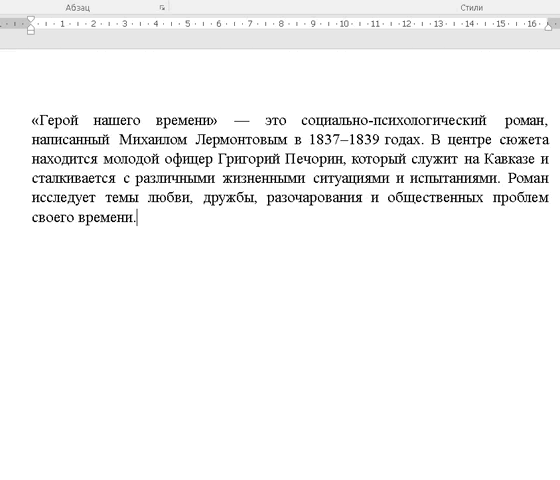 Абзац Стили
1 2 3 4 5 6 7 8 9 10 11 12 13 14 15 16
«Герой нашего времени» — это социально-психологический роман,
написанный Михаилом Лермонтовым в 1837–1839 годах. В центре сюжета
находится молодой офицер Григорий Печорин, который служит на Кавказе и
сталкивается с различными жизненными ситуациями и испытаниями. Роман
исследует темы любви, дружбы, разочарования и общественных проблем
своего времени.